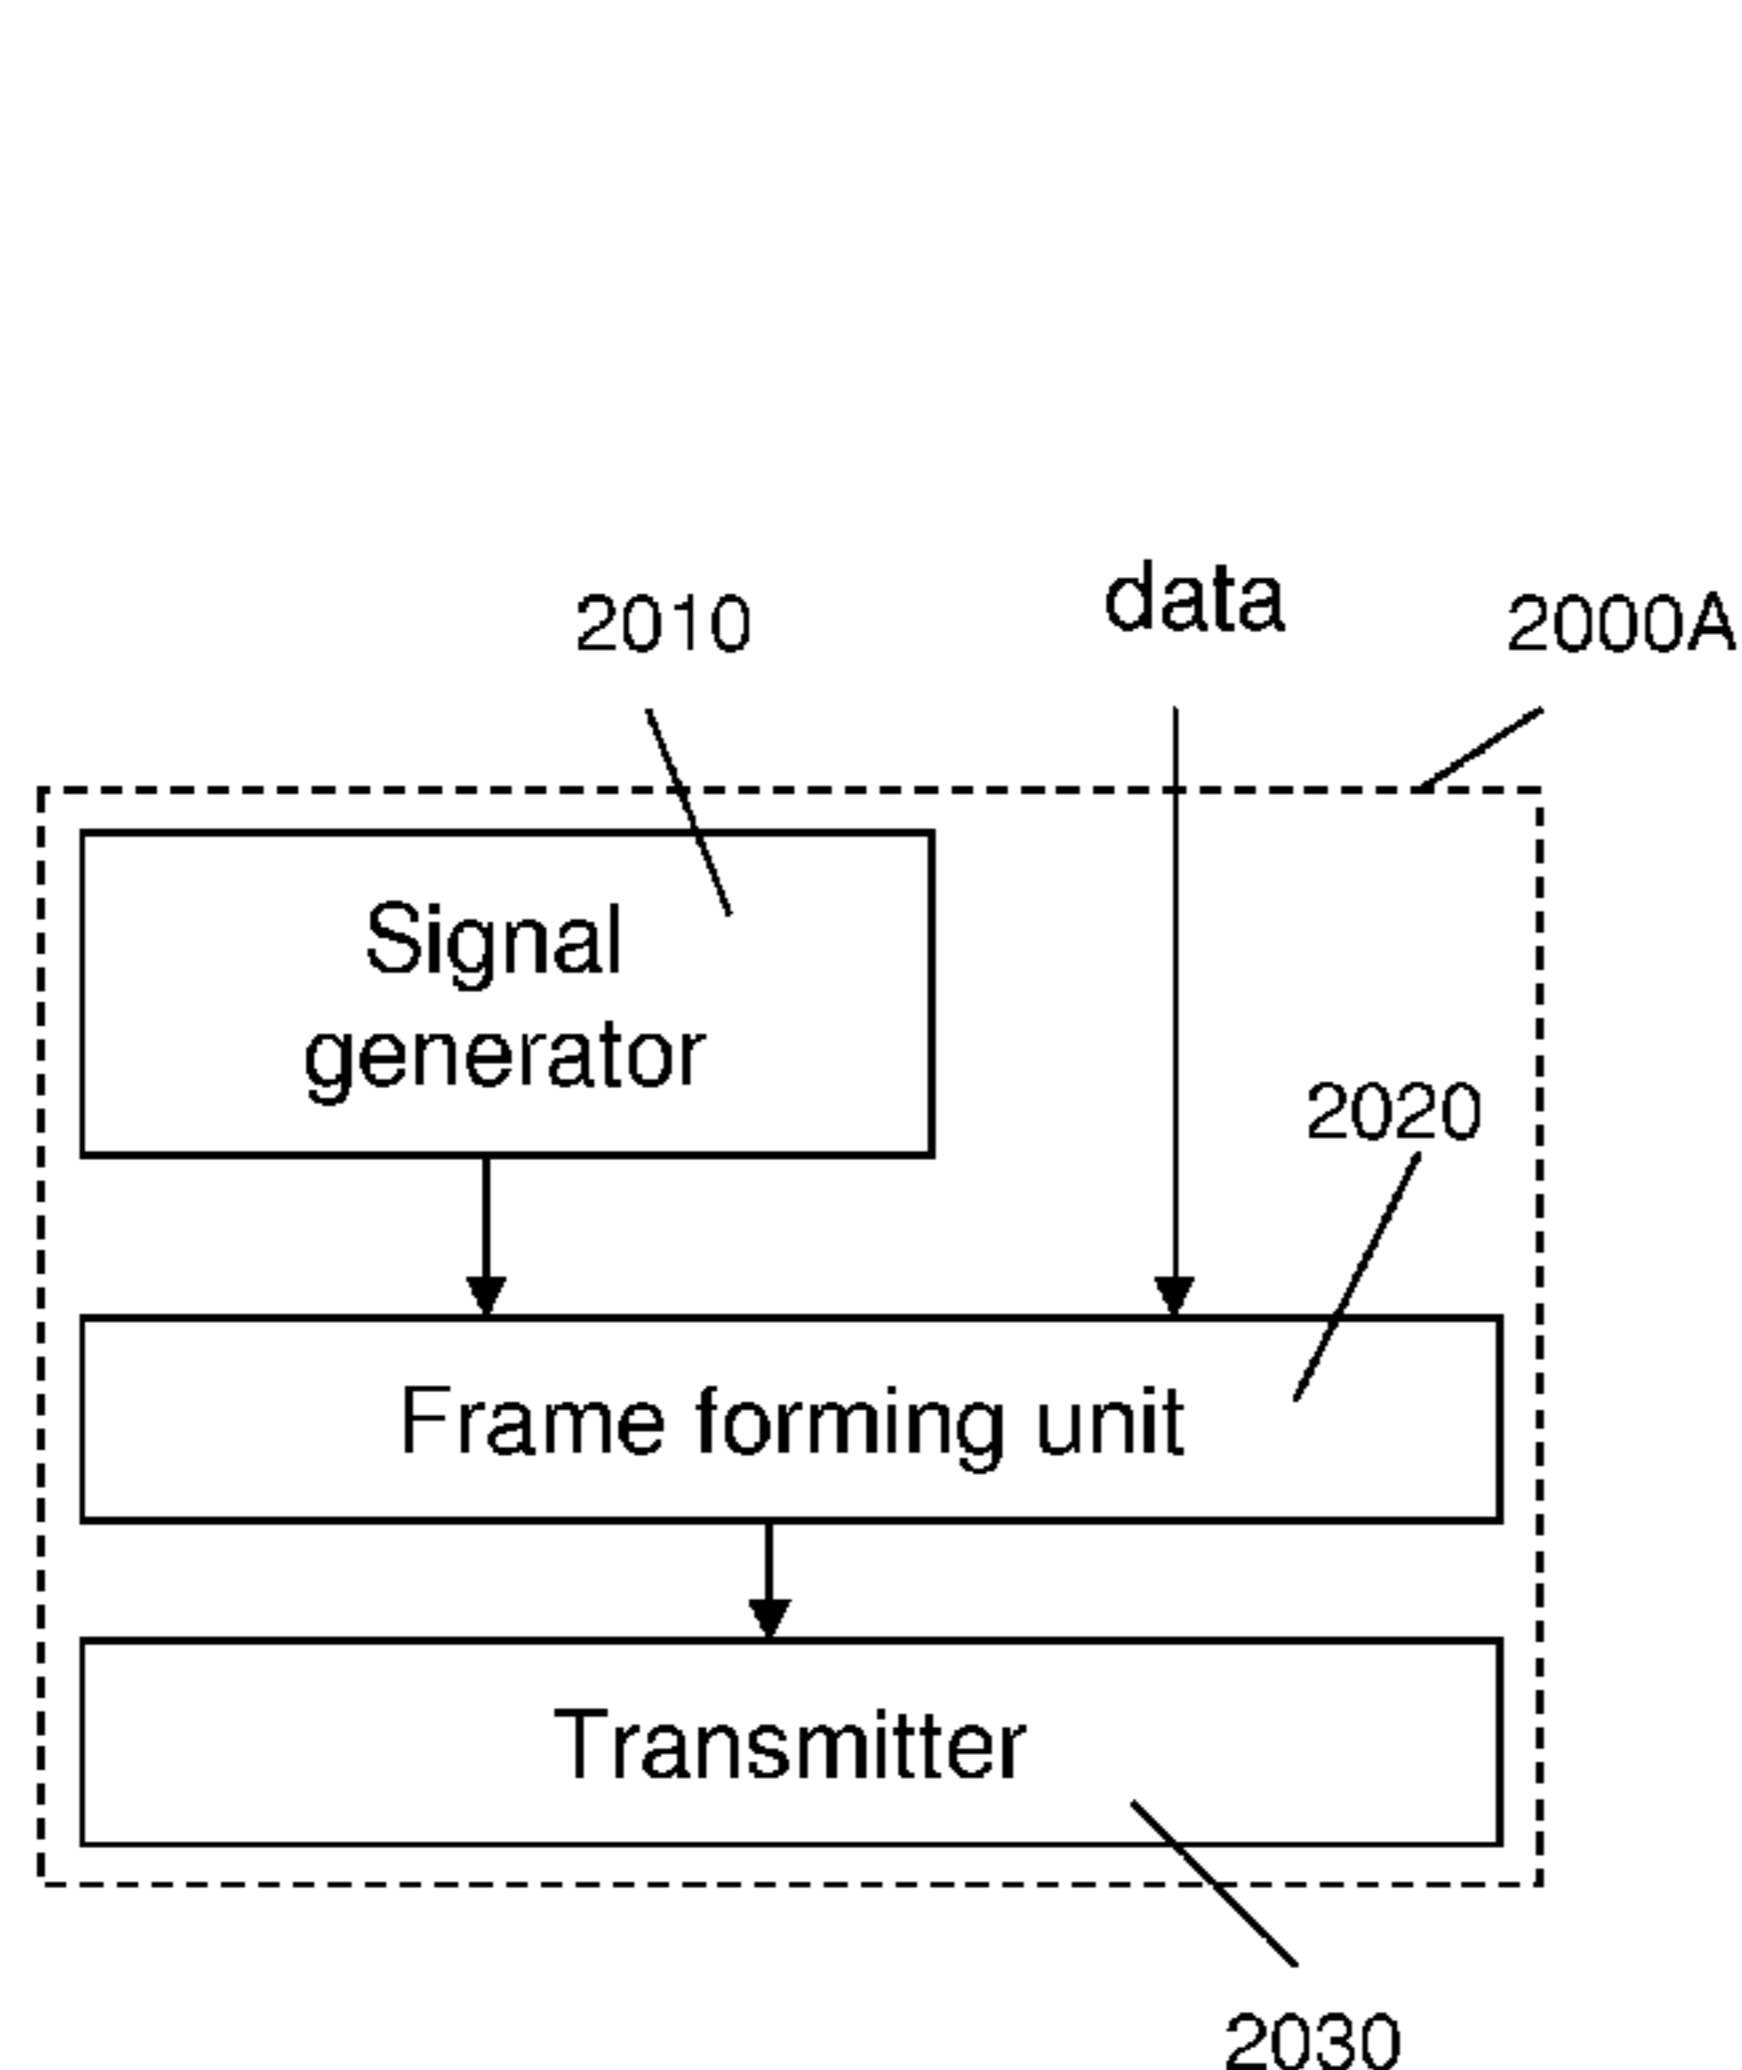 2010
data
2000A
Signal
generator
2020
Frame forming unit
Transmitter
2030